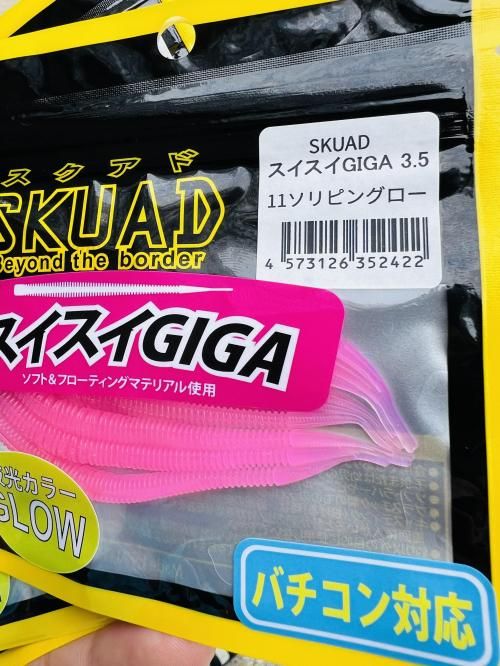 SKUAD
スイスイGIGA 3.5
11ソリピングロー
4 573126 352422
スクアド
SKUAD
Beyond the border
スイスイGIGA
ソフト&フローティングマテリアル使用
光カラー
GLOW
バチコン対応